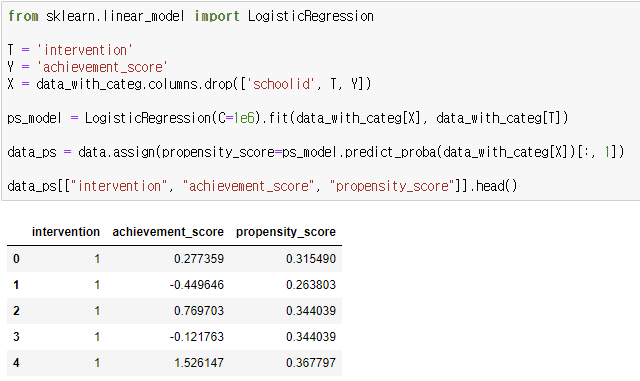 from sklearn.linear_model import LogisticRegression
T = 'intervention'
Y = 'achievement_score'
X = data_with_categ.columns.drop(['schoolid', T, Y])
ps_model = LogisticRegression(C=1e6).fit(data_with_categ[X], data_with_categ[T])
data_ps = data.assign(propensity_score=ps_model.predict_proba(data_with_categ[X])[:, 1])
data_ps[["intervention", "achievement_score", "propensity_score"]].head()
intervention achievement_score propensity_score
0 1 0.277359 0.315490
1 1 -0.449646 0.263803
2 1 0.769703 0.344039
3 1 -0.121763 0.344039
4 1 1.526147 0.367797